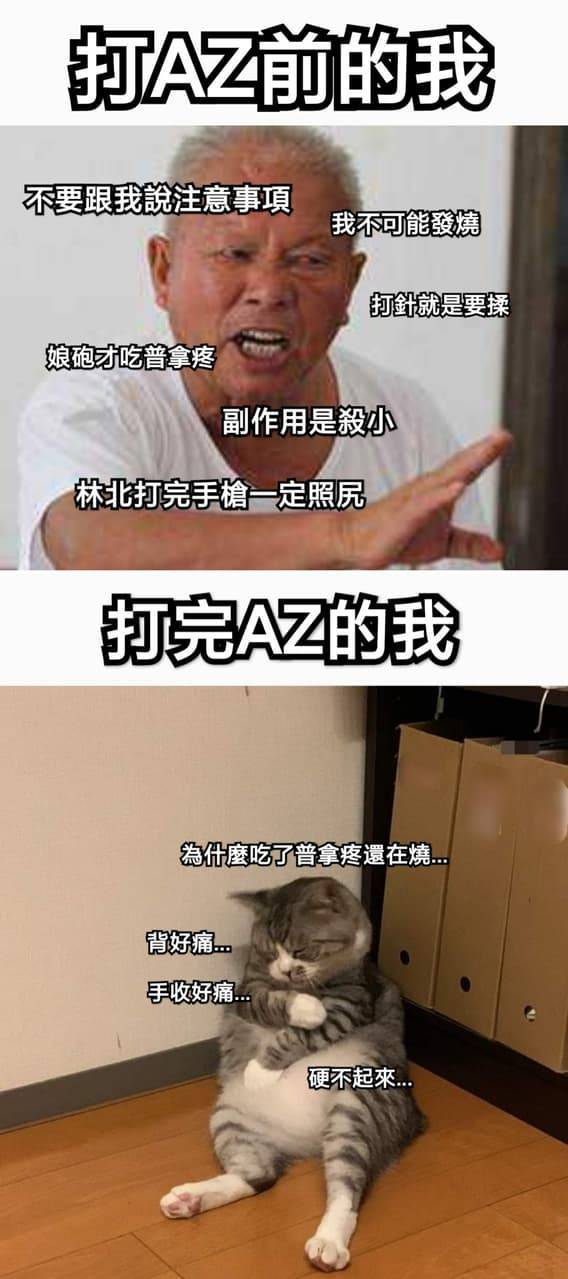 打AZ前的我
不要跟我說注意事項
我不可能發燒
打針就是要揉
娘砲才吃普拿疼
副作用是殺小
林北打完手槍一定照尻
打完AZ的我
為什麼吃了普拿疼還在燒...
背好痛...
手收好痛...
硬不起來...